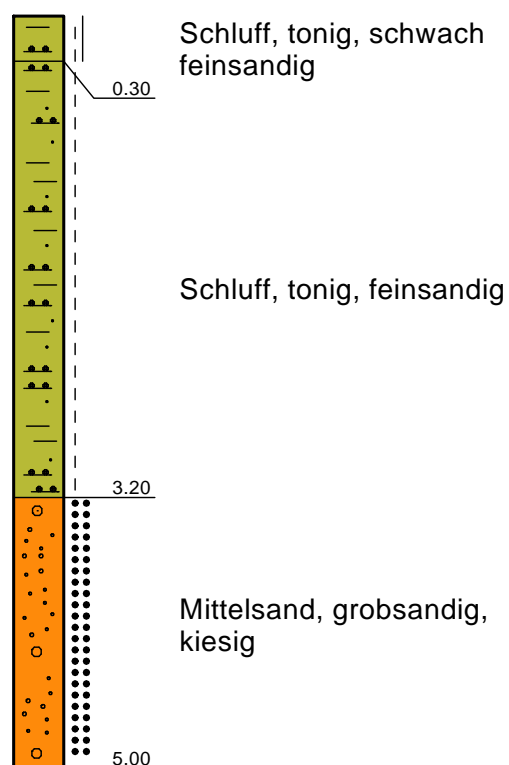 Schluff, tonig, schwach
feinsandig
0.30
Schluff, tonig, feinsandig
3.20
Mittelsand, grobsandig,
kiesig
5.00